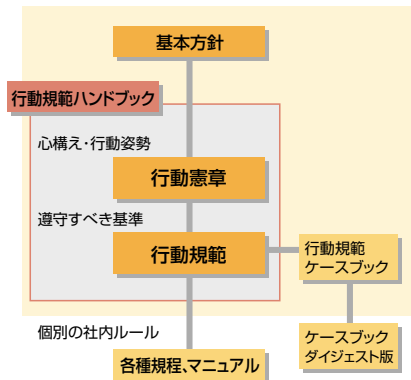 基本方針
行動規範ハンドブック
心構え・行動姿勢
行動憲章
遵守すべき基準
行動規範
行動規範
ケースブック
個別の社内ルール
ケースブック
ダイジェスト版
各種規程、マニュアル